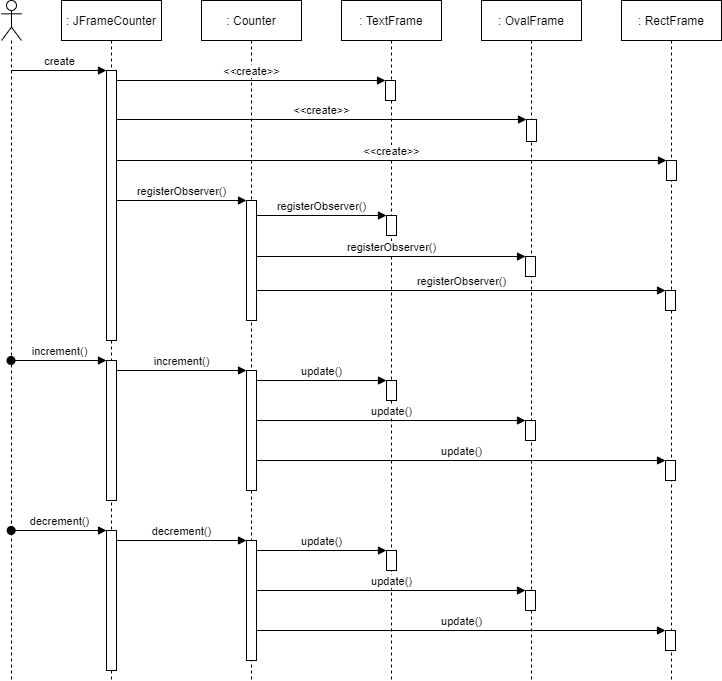 : JFrameCounter
: Counter
: TextFrame
: OvalFrame
: RectFrame
create
<<create>>
<<create>>
<<create>>
registerObserver()
registerObserver()
registerObserver()
registerObserver()
increment()
increment()
update()
update()
update()
decrement()
decrement()
update()
update()
update()